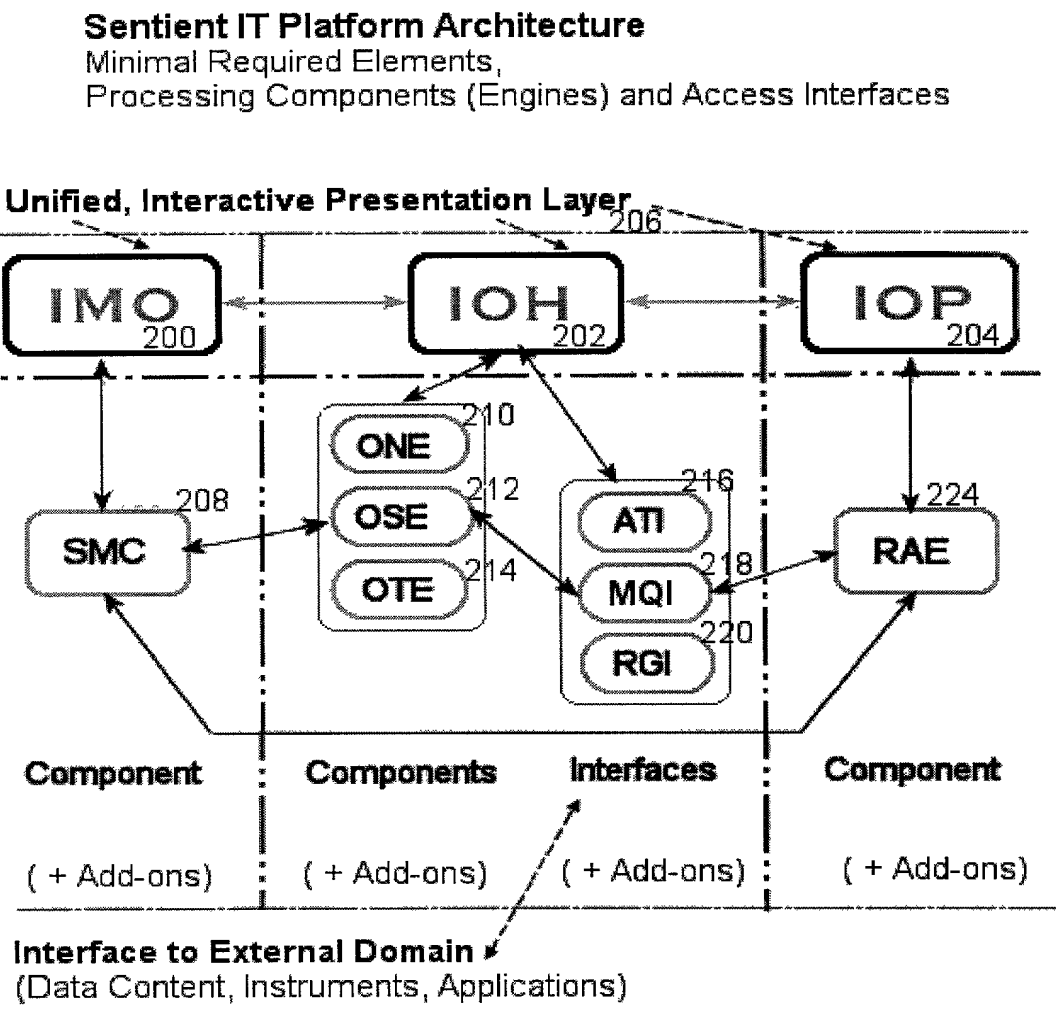 Sentient IT Platform Architecture
Minimal Required Elements,
Processing Components (Engines) and Access Interfaces
Unified, Interactive Presentation Layer
206
IMO
200
IOH
202
IOP
204
210
ONE
212
OSE
214
OTE
208
SMC
216
ATI
218
MQI
220
RGI
224
RAE
Component
Components
Interfaces
Component
( + Add-ons)
( + Add-ons)
( + Add-ons)
( + Add-ons)
Interface to External Domain
(Data Content, Instruments, Applications)